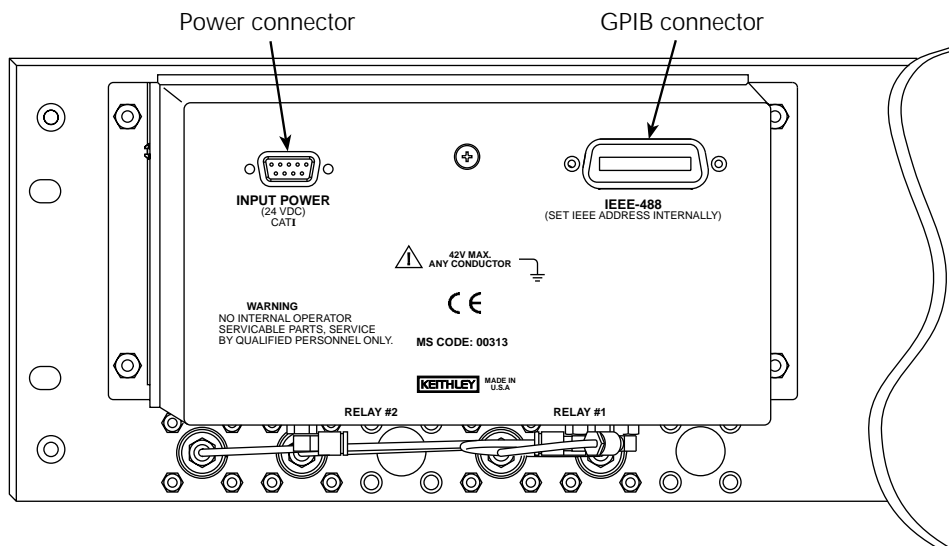 Power connector
GPIB connector
INPUT POWER
(24 VDC)
CATI
IEEE-488
(SET IEEE ADDRESS INTERNALLY)
42V MAX.
ANY CONDUCTOR
WARNING
NO INTERNAL OPERATOR
SERVICABLE PARTS, SERVICE
BY QUALIFIED PERSONNEL ONLY.
CE
MS CODE: 00313
KEITHLEY
MADE IN
U.S.A
RELAY #2
RELAY #1